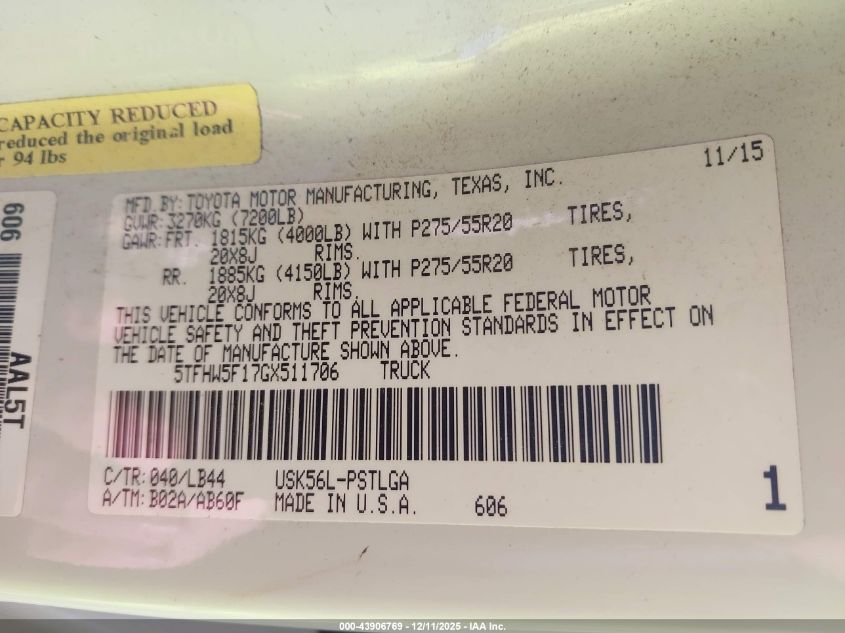 CAPACITY REDUCED
reduced the original load
r 94 lbs
606
AAL5T
11/15
MFD BY: TOYOTA MOTOR MANUFACTURING, TEXAS, INC.
GVWR: 3270KG (7200LB)
GAWR: FRT. 1815KG (4000LB) WITH P275/55R20 TIRES,
20X8J RIMS.
RR. 1885KG (4150LB) WITH P275/55R20 TIRES,
20X8J RIMS.
THIS VEHICLE CONFORMS TO ALL APPLICABLE FEDERAL MOTOR
VEHICLE SAFETY AND THEFT PREVENTION STANDARDS IN EFFECT ON
THE DATE OF MANUFACTURE SHOWN ABOVE.
5TFHW5F17GX511706 TRUCK
C/TR: 040/LB44 USK56L-PSTLGA
A/TM: B02A/AB60F MADE IN U.S.A. 606
1
000-43906769 - 12/11/2025 - IAA Inc.